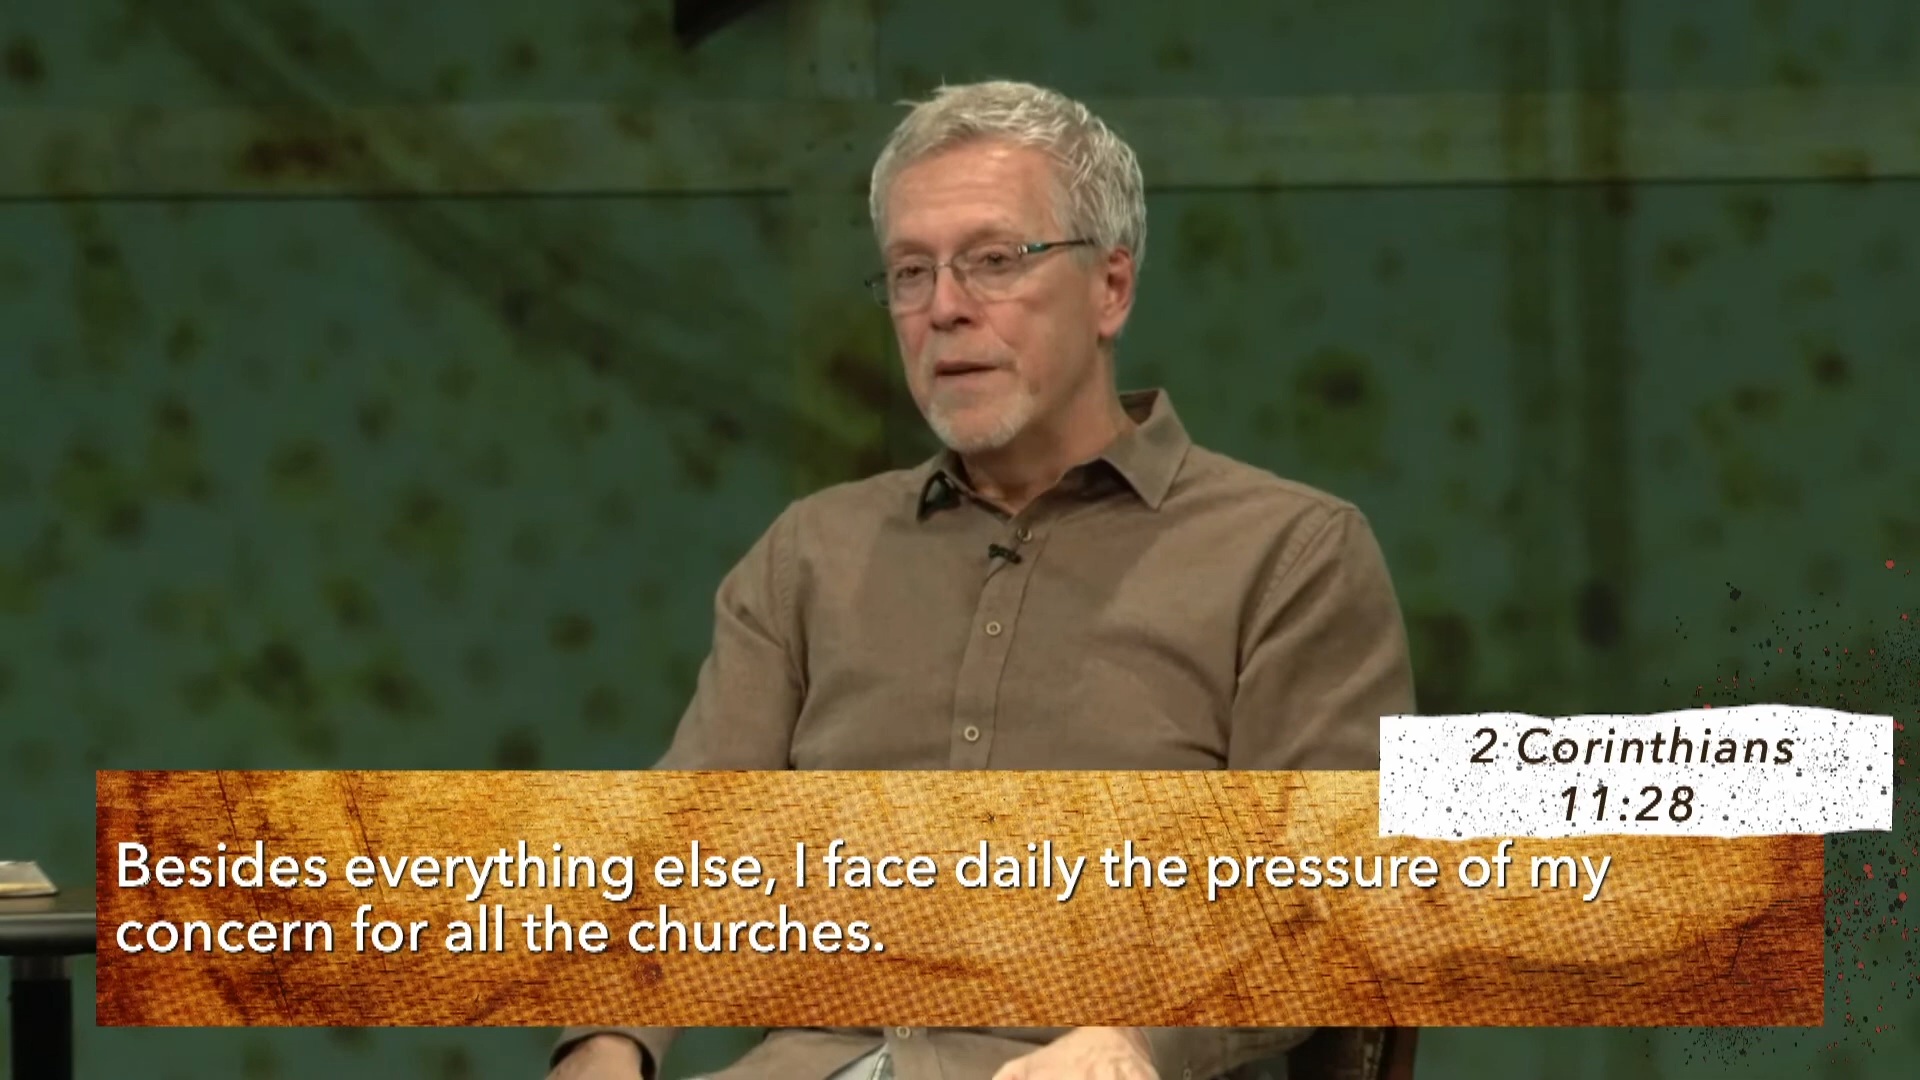 2 Corinthians
11:28
Besides everything else, I face daily the pressure of my
concern for all the churches.